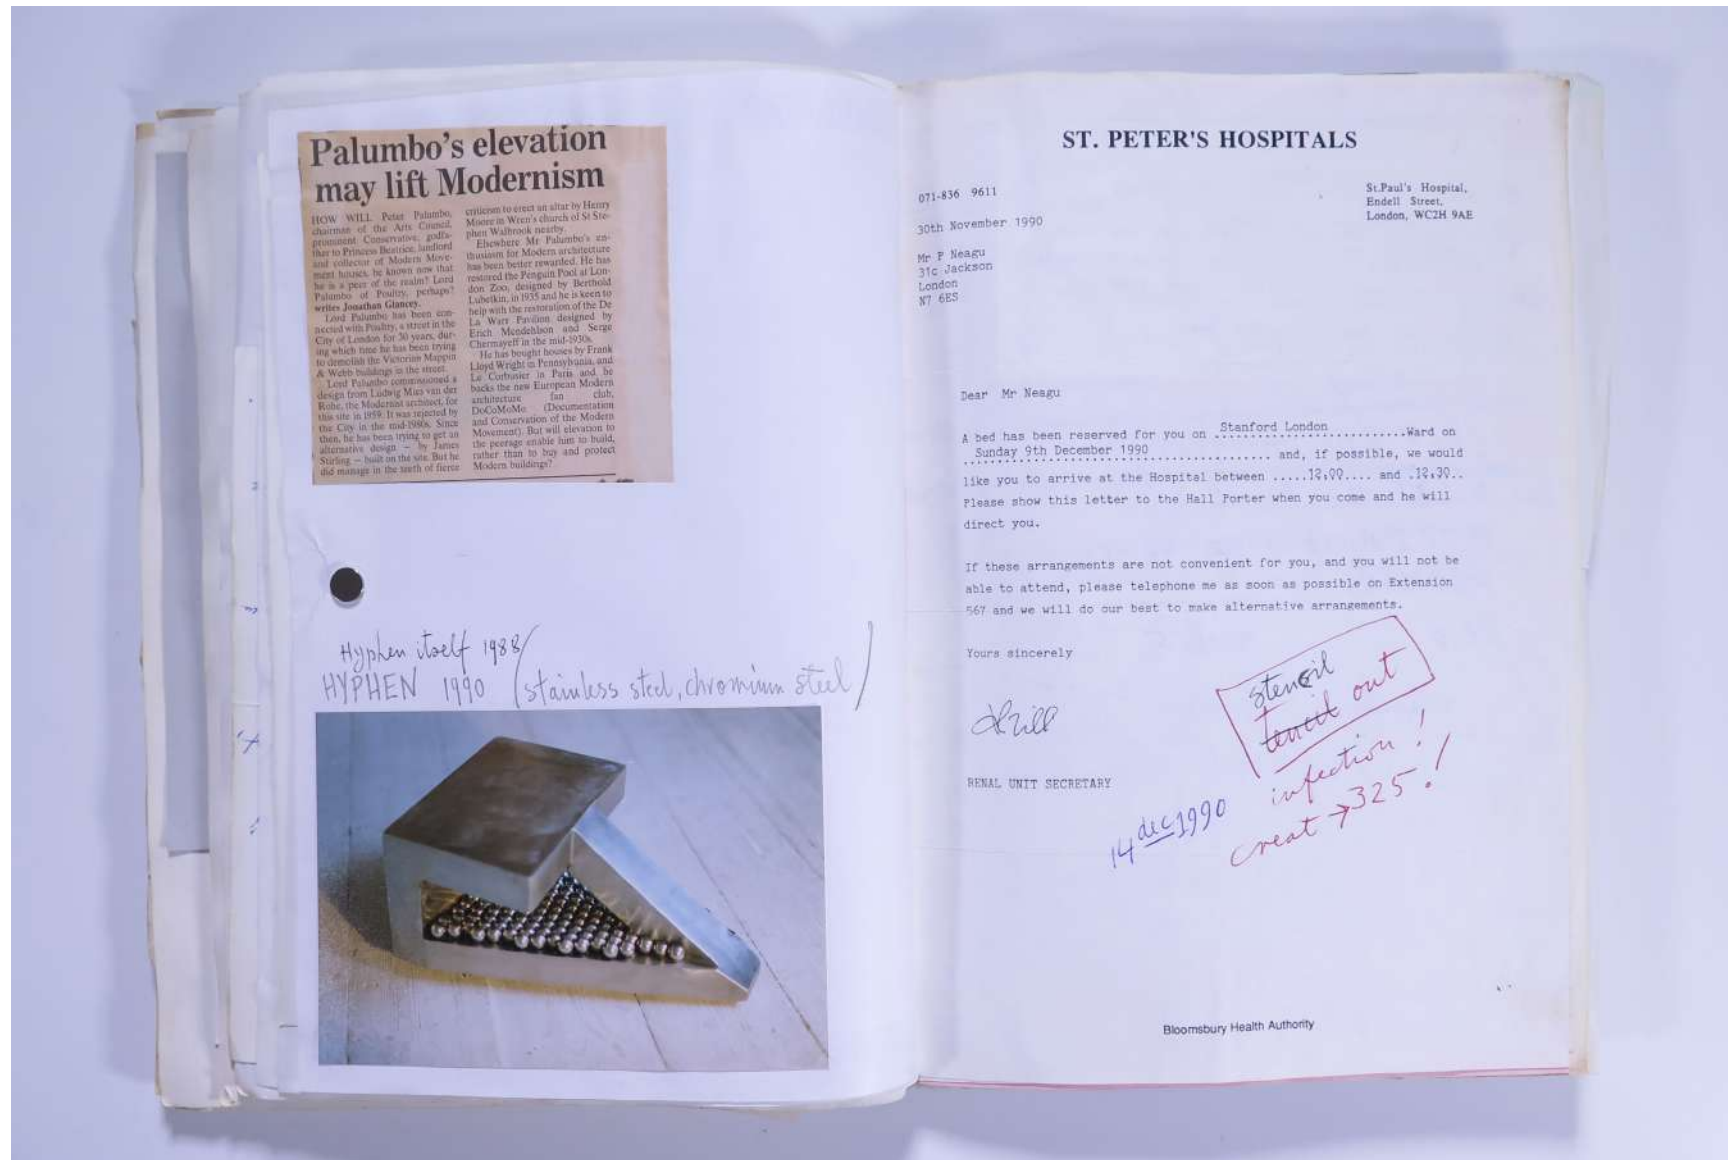 Palumbo's elevation
may lift Modernism
HOW WILL Peter Palumbo,
chairman of the Arts Council,
prominent Conservative, godfa-
ther to Princess Beatrice, landlord
and collector of Modern Move-
ment houses, be known now that
he is a peer of the realm? Lord
Palumbo of Poultry, perhaps?
writes Jonathan Glancey.
Lord Palumbo has been con-
nected with Poultry, a street in the
City of London for 30 years, dur-
ing which time he has been trying
to demolish the Victorian Mappin
& Webb buildings in the street.
Lord Palumbo commissioned a
design from Ludwig Mies van der
Rohe, the Modernist architect, for
this site in 1959. It was rejected by
the City in the mid-1980s. Since
then, he has been trying to get an
alternative design — by James
Stirling — built on the site. But he
did manage in the teeth of fierce
criticism to erect an altar by Henry
Moore in Wren's church of St Ste-
phen Walbrook nearby.
Elsewhere Mr Palumbo's en-
thusiasm for Modern architecture
has been better rewarded. He has
restored the Penguin Pool at Lon-
don Zoo, designed by Berthold
Lubetkin, in 1935 and he is keen to
help with the restoration of the De
La Warr Pavilion designed by
Erich Mendehlson and Serge
Chermayeff in the mid-1930s.
He has bought houses by Frank
Lloyd Wright in Pennsylvania, and
Le Corbusier in Paris and he
backs the new European Modern
architecture fan club,
DoCoMoMo (Documentation
and Conservation of the Modern
Movement). But will elevation to
the peerage enable him to build,
rather than to buy and protect
Modern buildings?
Hyphen itself 1988
HYPHEN 1990 (stainless steel, chromium steel)
ST. PETER'S HOSPITALS
071-836 9611
St.Paul's Hospital,
Endell Street,
London, WC2H 9AE
30th November 1990
Mr P Neagu
31c Jackson
London
N7 6ES
Dear Mr Neagu
A bed has been reserved for you on Stanford London Ward on
Sunday 9th December 1990 and, if possible, we would
like you to arrive at the Hospital between .....12.00.... and .12.30..
Please show this letter to the Hall Porter when you come and he will
direct you.
If these arrangements are not convenient for you, and you will not be
able to attend, please telephone me as soon as possible on Extension
567 and we will do our best to make alternative arrangements.
Yours sincerely
RENAL UNIT SECRETARY
stencil
tencil out
infection!
creat → 325!
14 dec 1990
Bloomsbury Health Authority